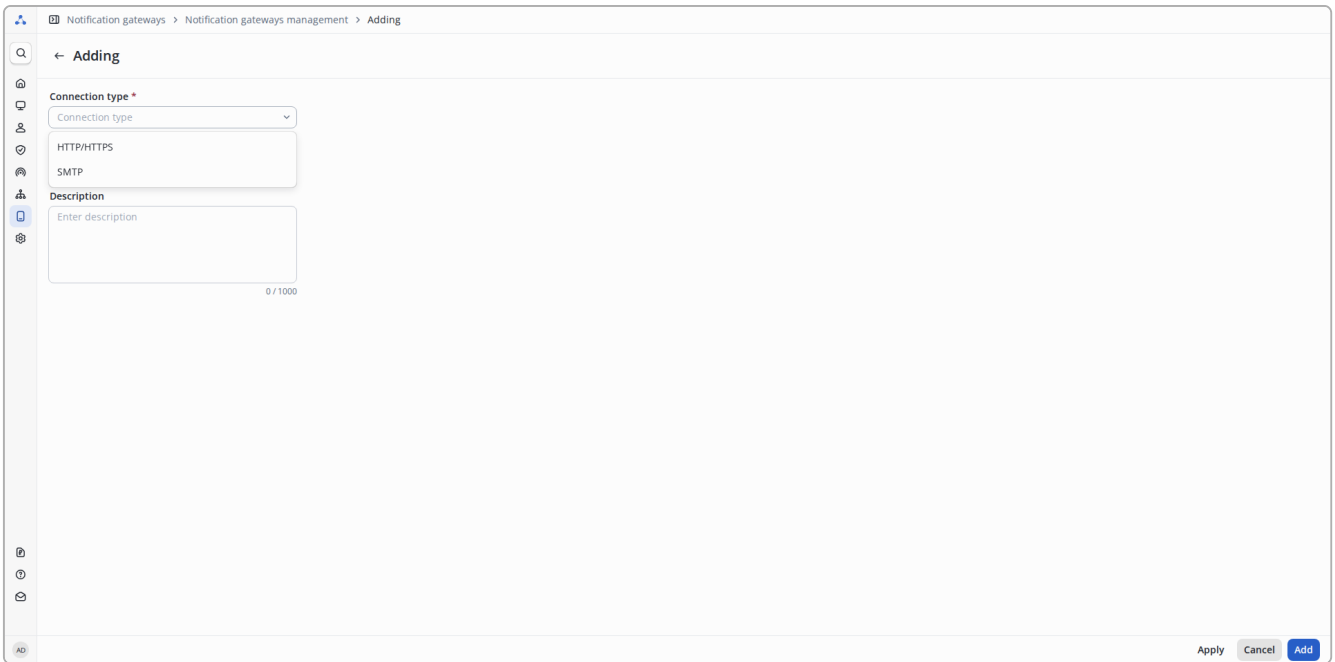 Notification gateways > Notification gateways management > Adding
← Adding
Connection type *
Connection type
HTTP/HTTPS
SMTP
Description
Enter description
0 / 1000
AD
Apply
Cancel
Add